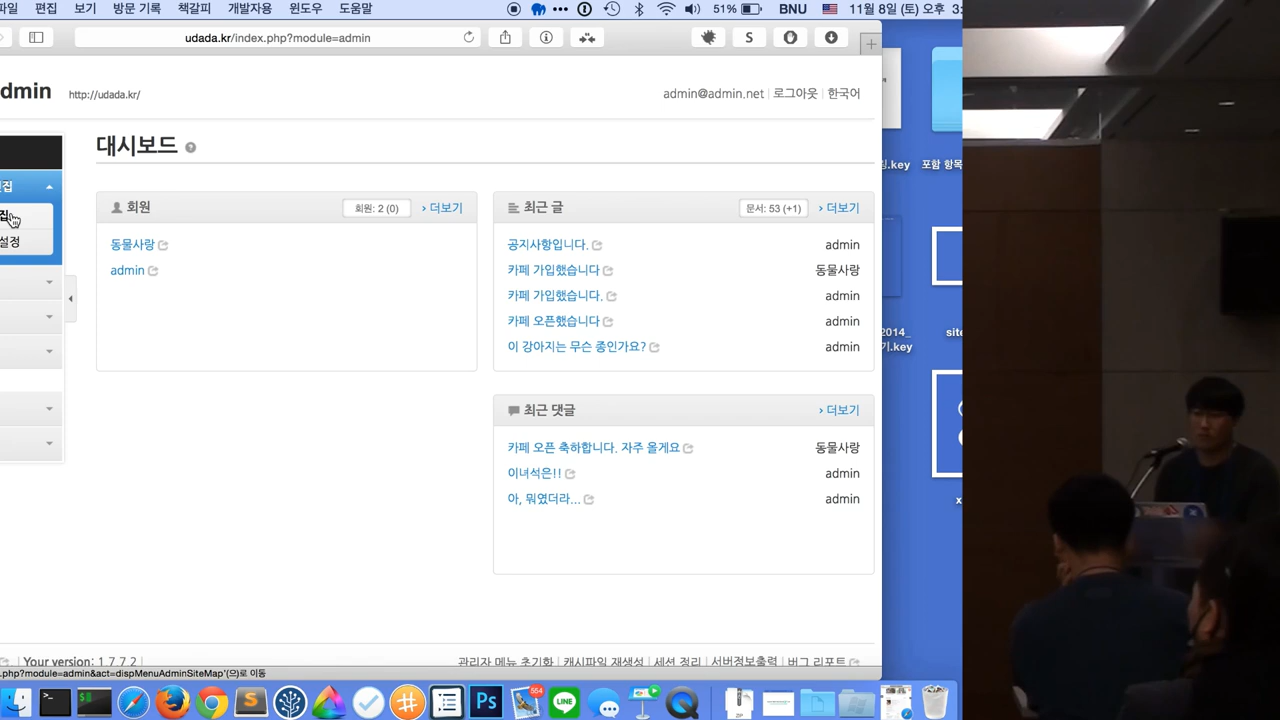 파일 편집 보기 방문 기록 책갈피 개발자용 윈도우 도움말 51% BNU 11월 8일 (토) 오후 3:
udada.kr/index.php?module=admin
S
dmin http://udada.kr/
admin@admin.net 로그아웃 한국어
대시보드
회원
회원: 2 (0)
더보기
동물사랑
admin
최근 글
문서: 53 (+1)
더보기
공지사항입니다. admin
카페 가입했습니다 동물사랑
카페 가입했습니다. admin
카페 오픈했습니다 admin
이 강아지는 무슨 종인가요? admin
최근 댓글
더보기
카페 오픈 축하합니다. 자주 올게요 동물사랑
이녀석은!! admin
아, 뭐였더라... admin
설정
Your version: 1.7.7.2
관리자 메뉴 초기화 캐시파일 재생성 세션 정리 서버정보출력 버그 리포트
.php?module=admin&act=dispMenuAdminSiteMap'(으)로 이동
.key
포함 항목
2014_
기.key
site
x
554
LINE
Ps
S
ZIP